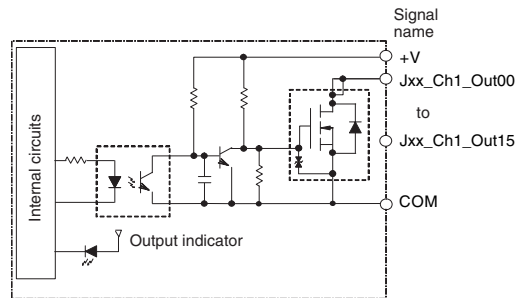 Signal
name
+V
Jxx_Ch1_Out00
to
Jxx_Ch1_Out15
COM
Internal circuits
Output indicator